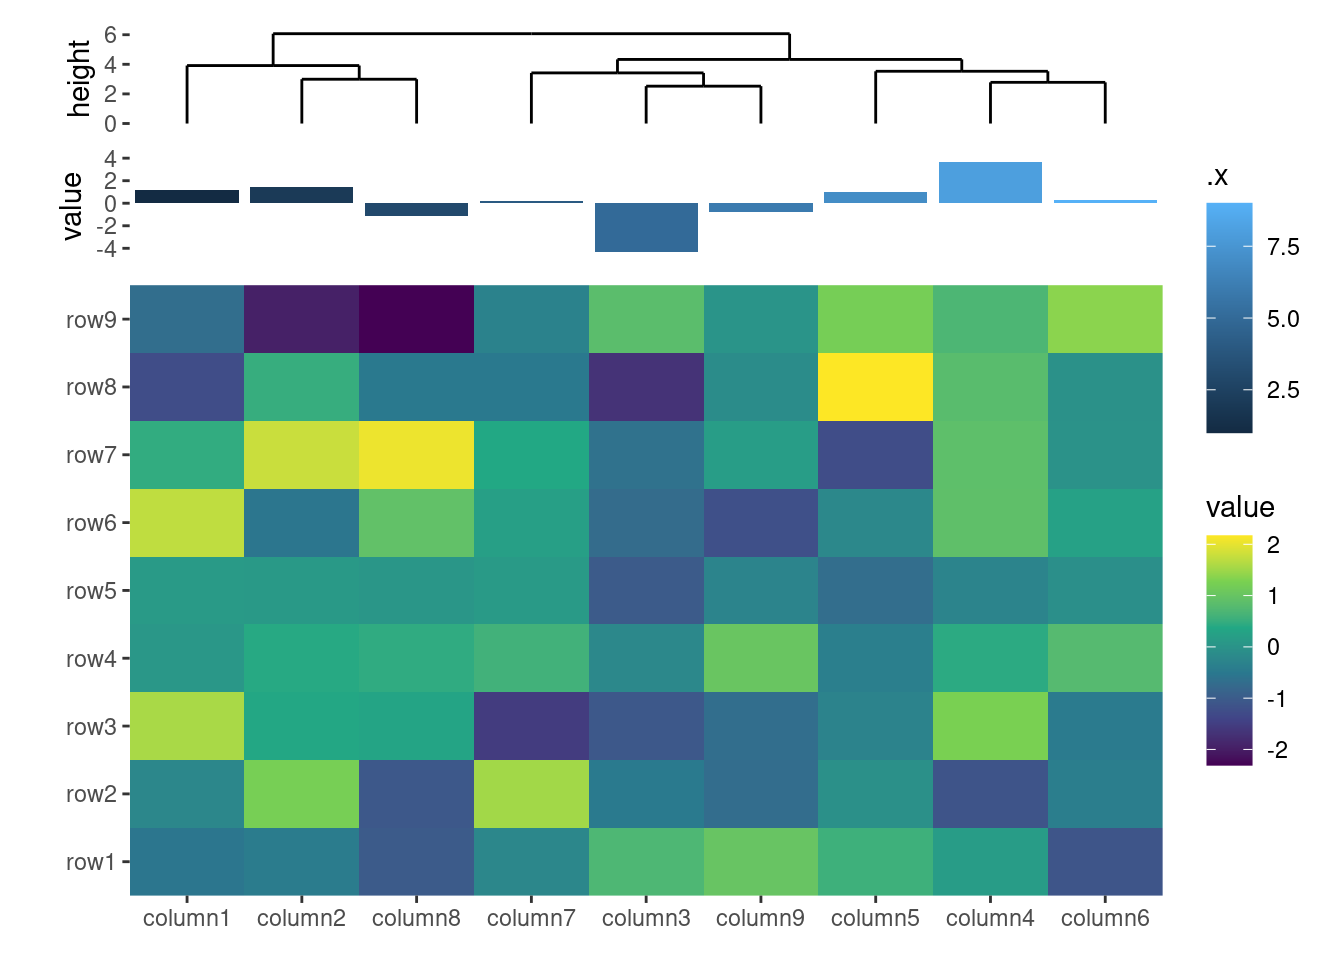 height
6
4
2
0
value
4
2
0
-2
-4
.x
7.5
5.0
2.5
value
2
1
0
-1
-2
row9
row8
row7
row6
row5
row4
row3
row2
row1
column1 column2 column8 column7 column3 column9 column5 column4 column6